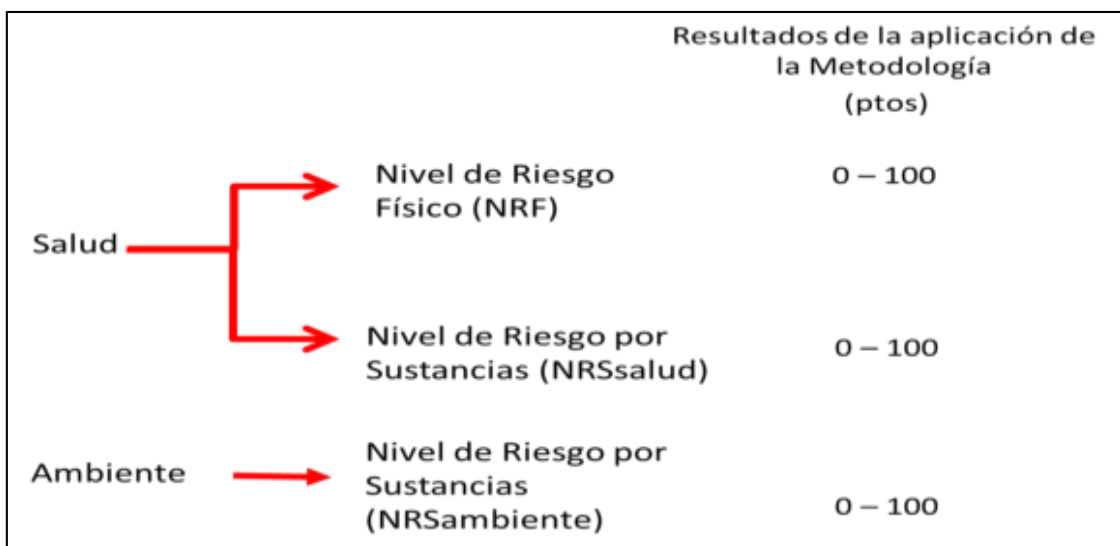 Resultados de la aplicación de
la Metodología
(ptos)
Nivel de Riesgo
Físico (NRF)
0 – 100
Salud
Nivel de Riesgo por
Sustancias (NRSsalud)
0 – 100
Ambiente
Nivel de Riesgo por
Sustancias
(NRSambiente)
0 – 100